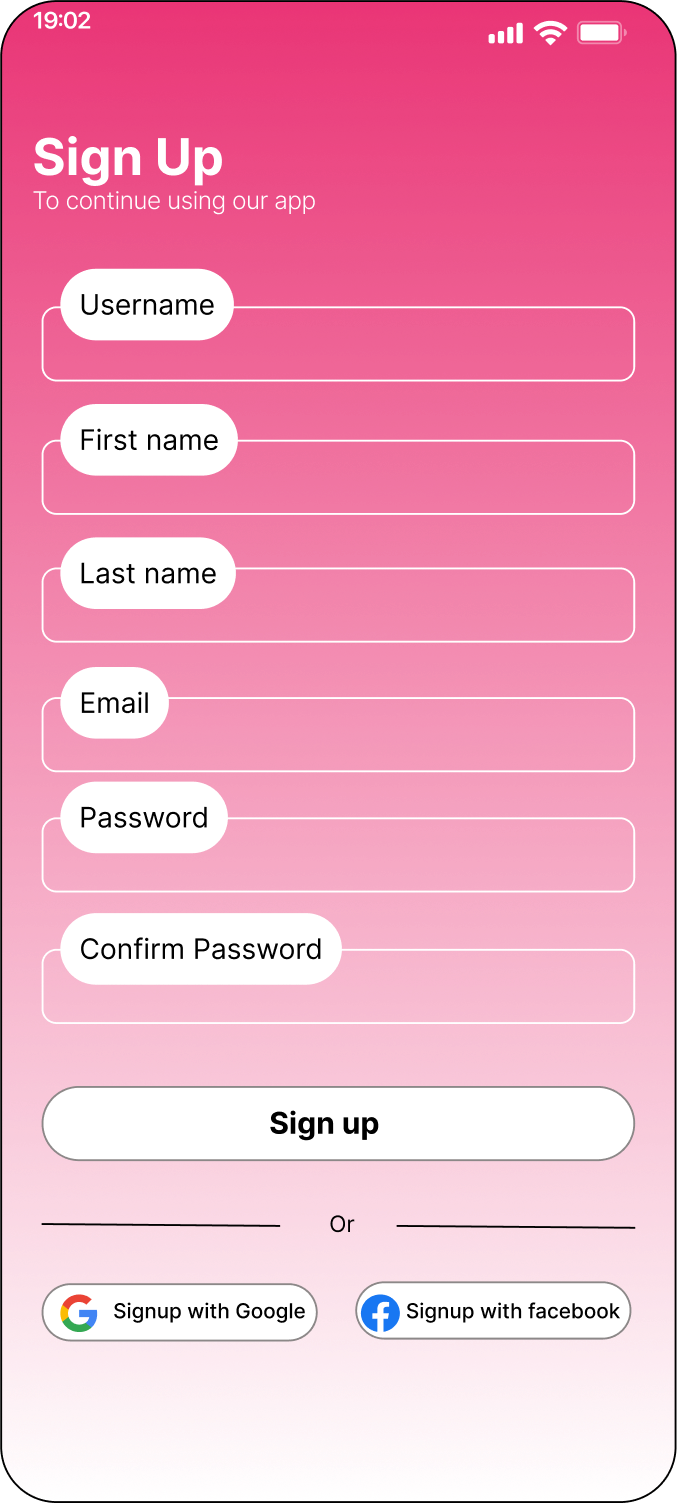 19:02
Sign Up
To continue using our app
Username
First name
Last name
Email
Password
Confirm Password
Sign up
Or
Signup with Google
Signup with facebook